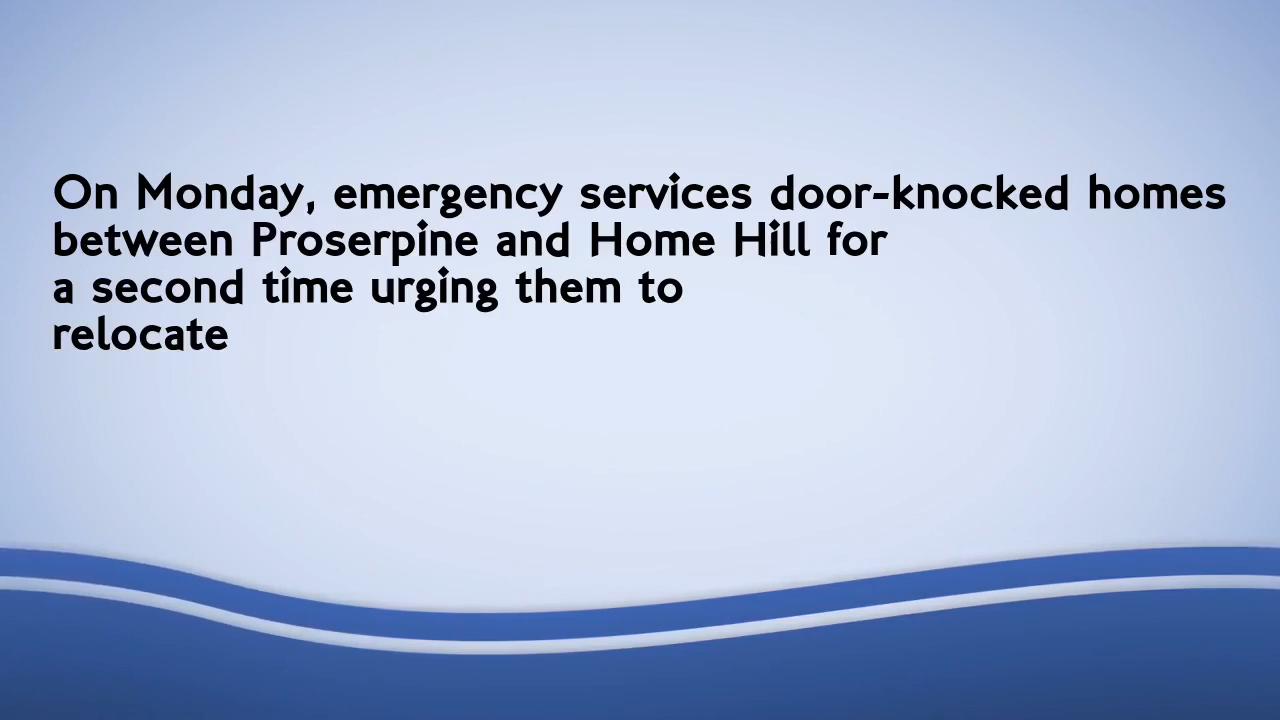 On Monday, emergency services door-knocked homes
between Proserpine and Home Hill for
a second time urging them to
relocate